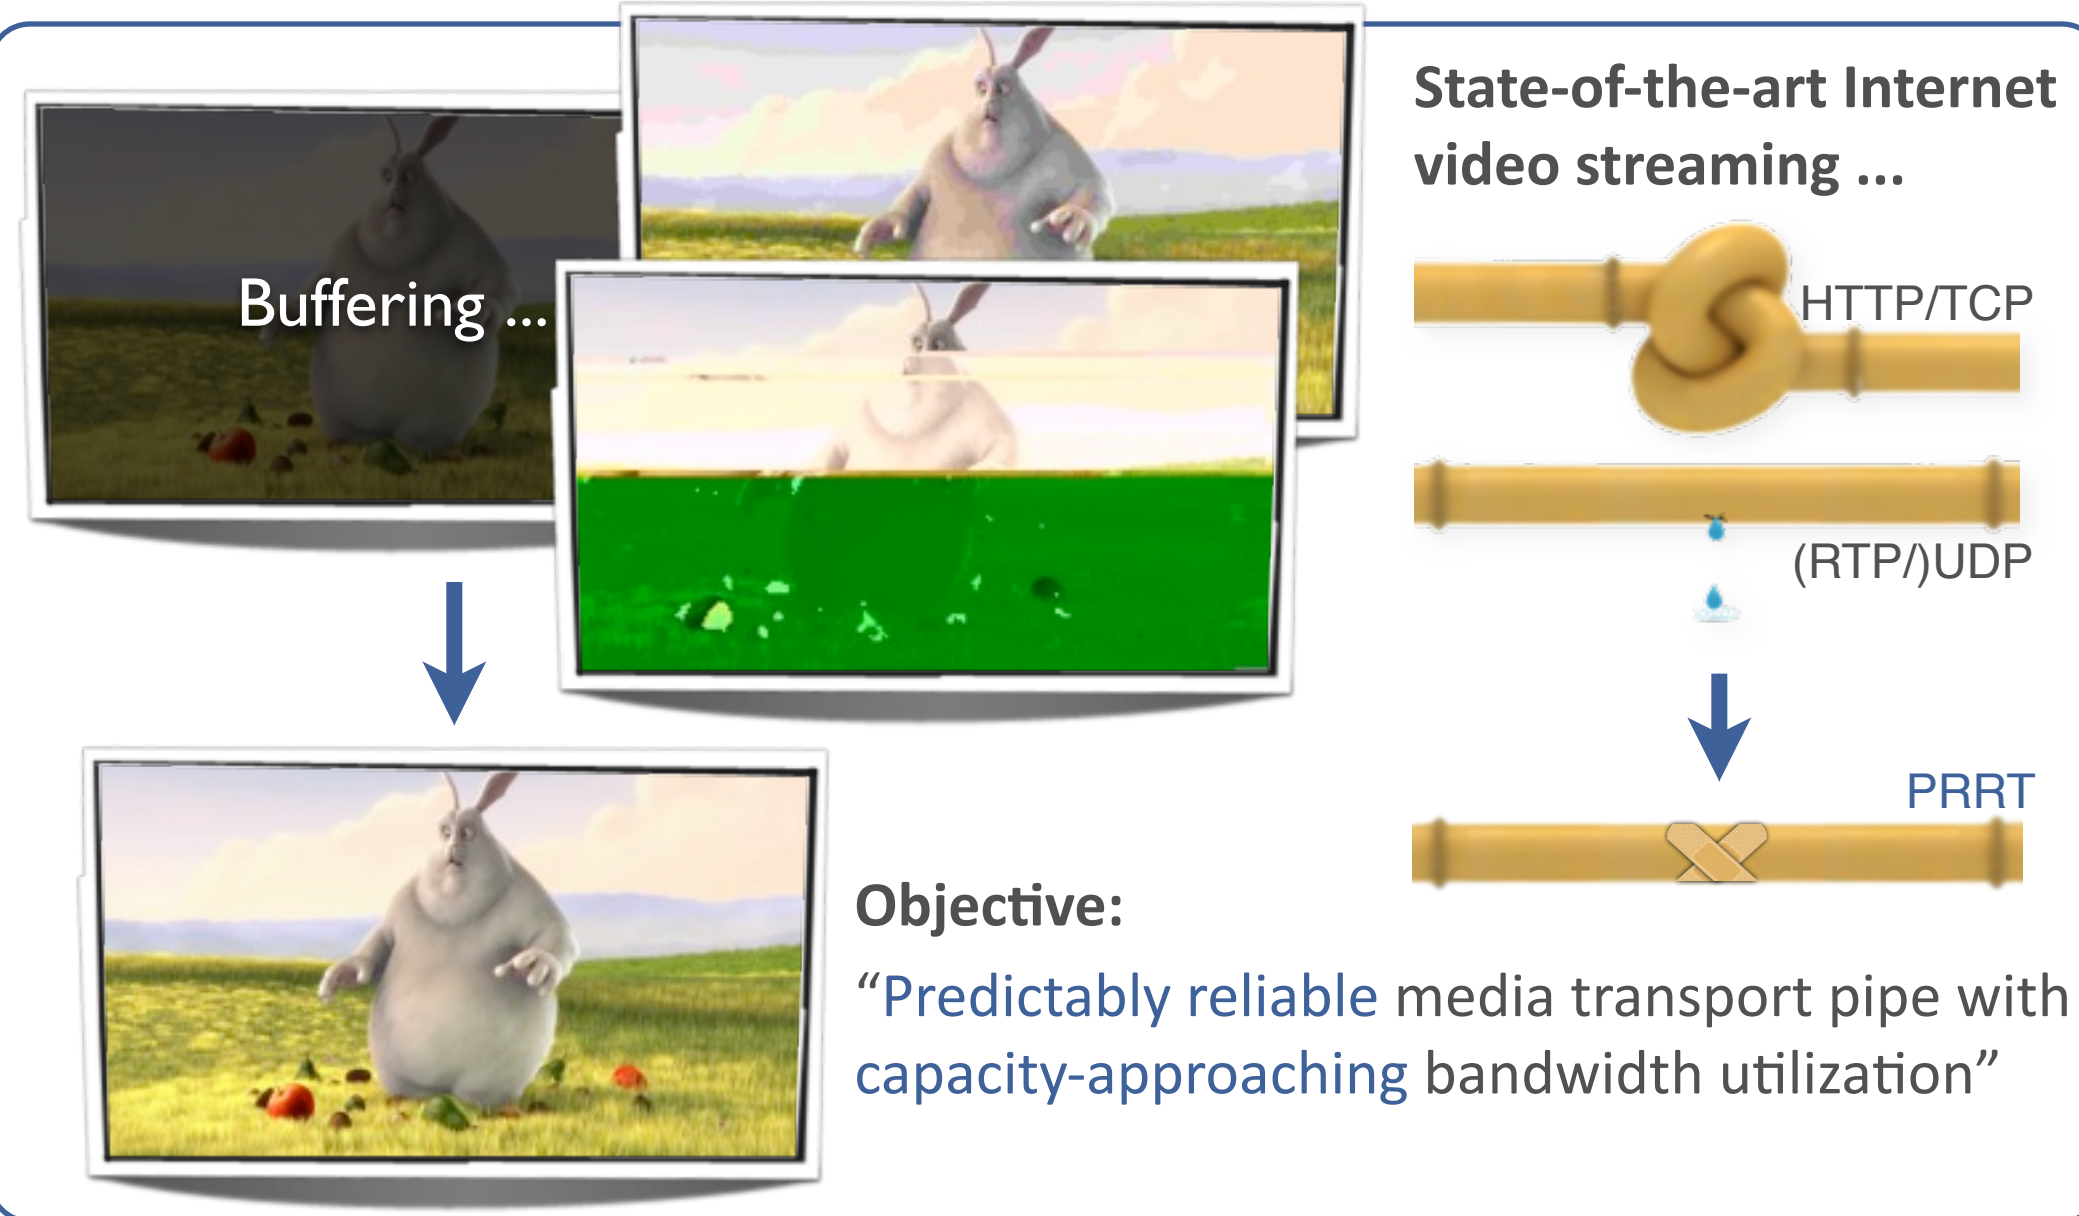 State-of-the-art Internet
video streaming ...
Buffering ...
HTTP/TCP
(RTP/)UDP
PRRT
Objective:
“Predictably reliable media transport pipe with
capacity-approaching bandwidth utilization”